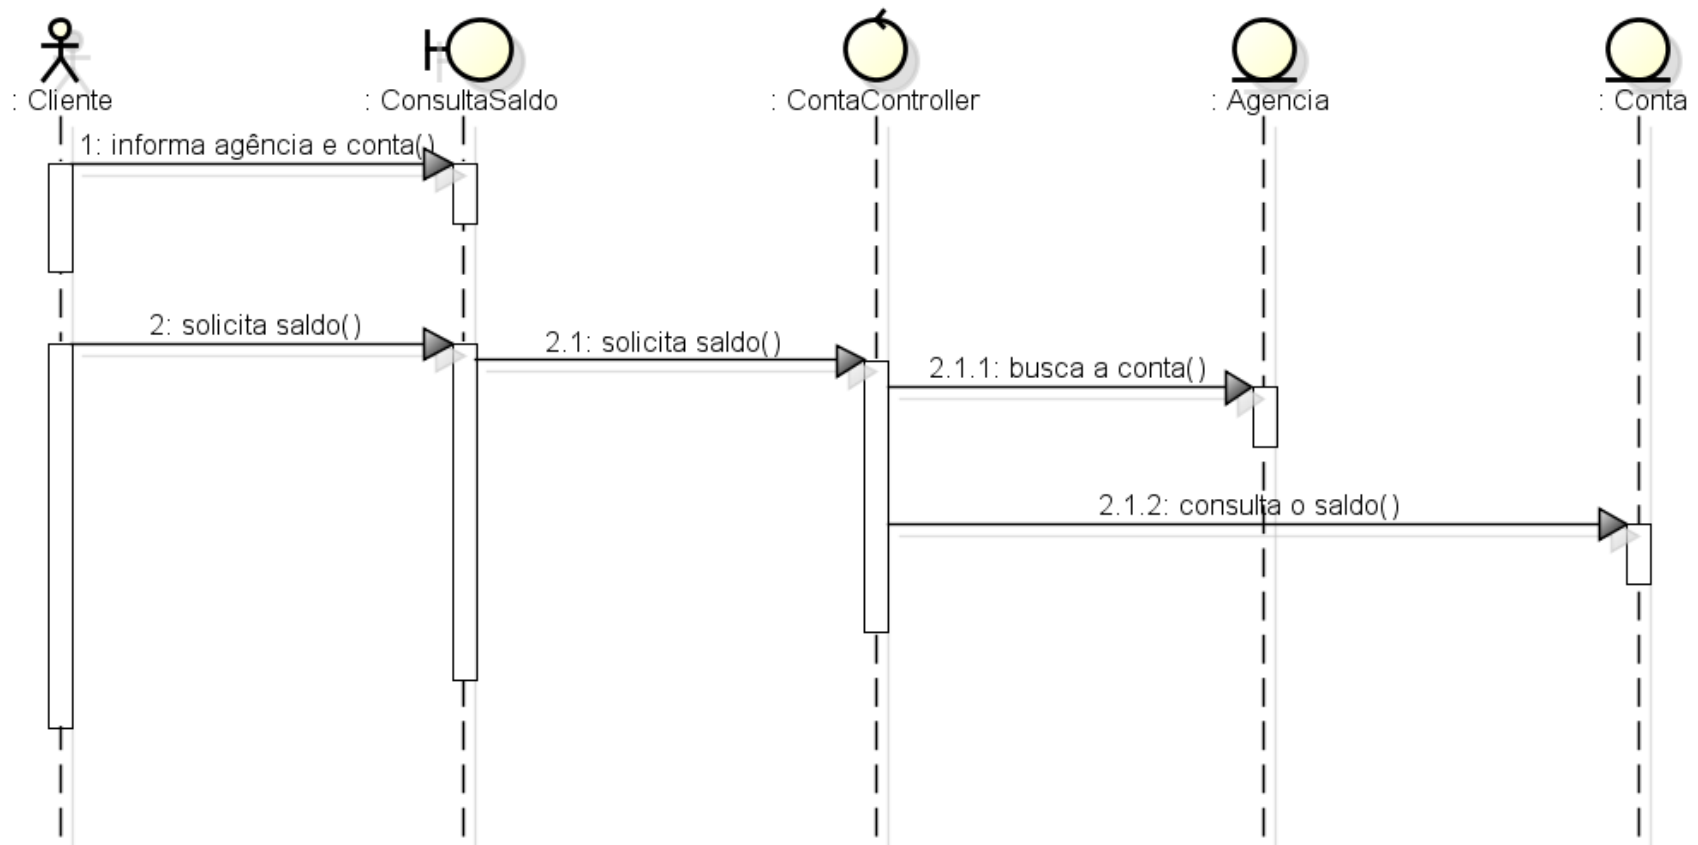 : Cliente
: ConsultaSaldo
: ContaController
: Agencia
: Conta
1: informa agência e conta()
2: solicita saldo()
2.1: solicita saldo()
2.1.1: busca a conta()
2.1.2: consulta o saldo()